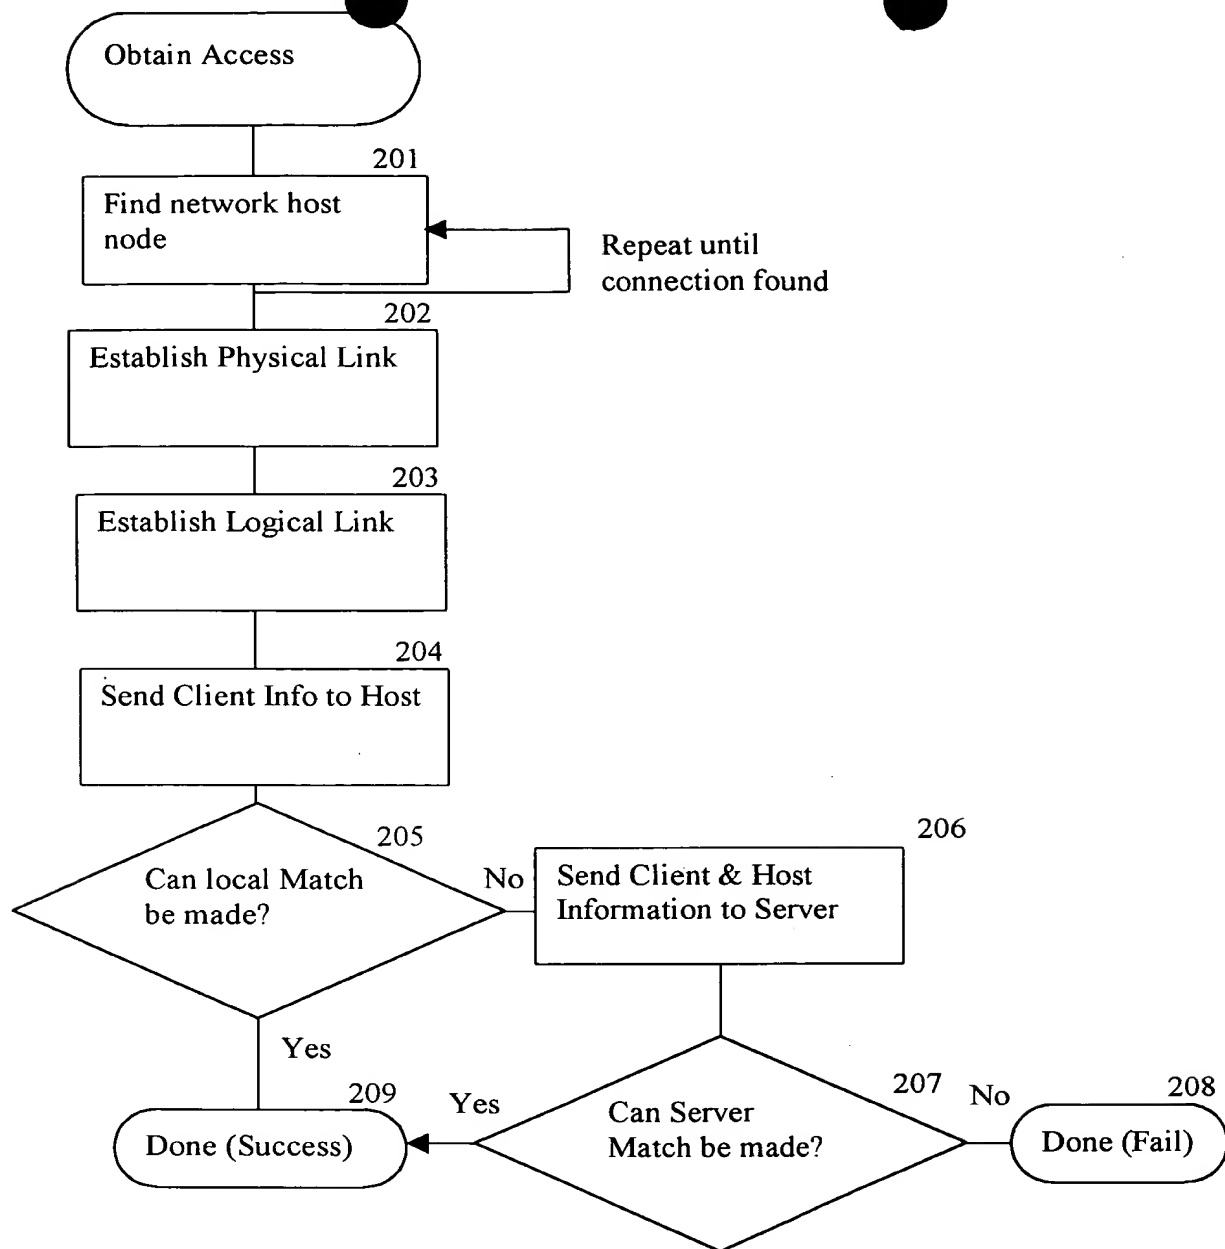 Obtain Access
201
Find network host
node
Repeat until
connection found
202
Establish Physical Link
203
Establish Logical Link
204
Send Client Info to Host
205
Can local Match
be made?
No
206
Send Client & Host
Information to Server
Yes
209
Done (Success)
Yes
207
Can Server
Match be made?
No
208
Done (Fail)